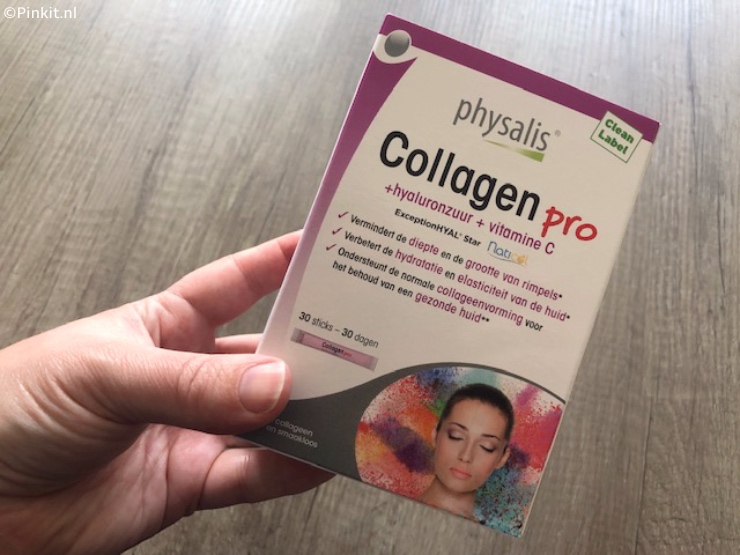 ©Pinkit.nl
physalis®
Clean
Label
Collagen pro
+hyaluronzuur + vitamine C
ExceptionHYAL® Star Naticol
✓ Vermindert de diepte en de grootte van rimpels*
✓ Verbetert de hydratatie en elasticiteit van de huid*
✓ Ondersteunt de normale collageenvorming voor
het behoud van een gezonde huid**
30 sticks – 30 dagen
Collagen pro
collageen
en smaakloos